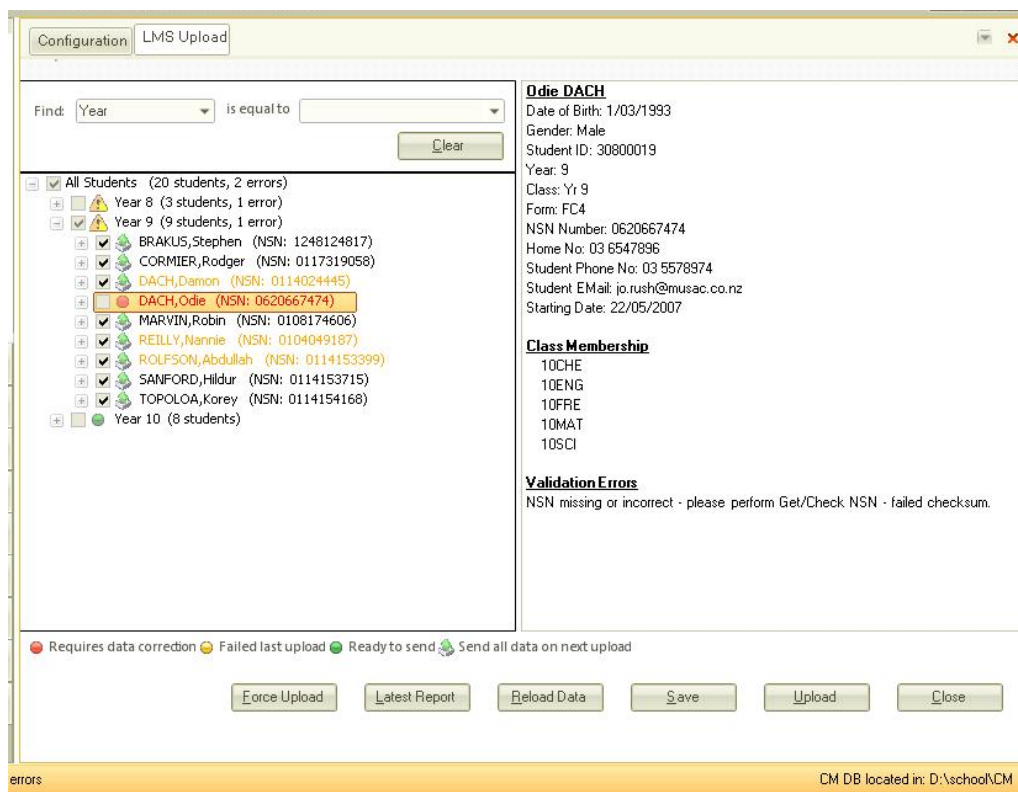 Configuration
LMS Upload
Find: Year is equal to
Clear
All Students (20 students, 2 errors)
Year 8 (3 students, 1 error)
Year 9 (9 students, 1 error)
BRAKUS,Stephen (NSN: 1248124817)
CORMIER,Rodger (NSN: 0117319058)
DACH,Damon (NSN: 0114024445)
DACH,Odie (NSN: 0620667474)
MARVIN,Robin (NSN: 0108174606)
REILLY,Nannie (NSN: 0104049187)
ROLFSON,Abdullah (NSN: 0114153399)
SANFORD,Hildur (NSN: 0114153715)
TOPOLOA,Korey (NSN: 0114154168)
Year 10 (8 students)
Odie DACH
Date of Birth: 1/03/1993
Gender: Male
Student ID: 30800019
Year: 9
Class: Yr 9
Form: FC4
NSN Number: 0620667474
Home No: 03 6547896
Student Phone No: 03 5578974
Student EMail: jo.rush@musac.co.nz
Starting Date: 22/05/2007
Class Membership
10CHE
10ENG
10FRE
10MAT
10SCI
Validation Errors
NSN missing or incorrect - please perform Get/Check NSN - failed checksum.
Requires data correction Failed last upload Ready to send Send all data on next upload
Force Upload Latest Report Reload Data Save Upload Close
errors CM DB located in: D:\school\CM